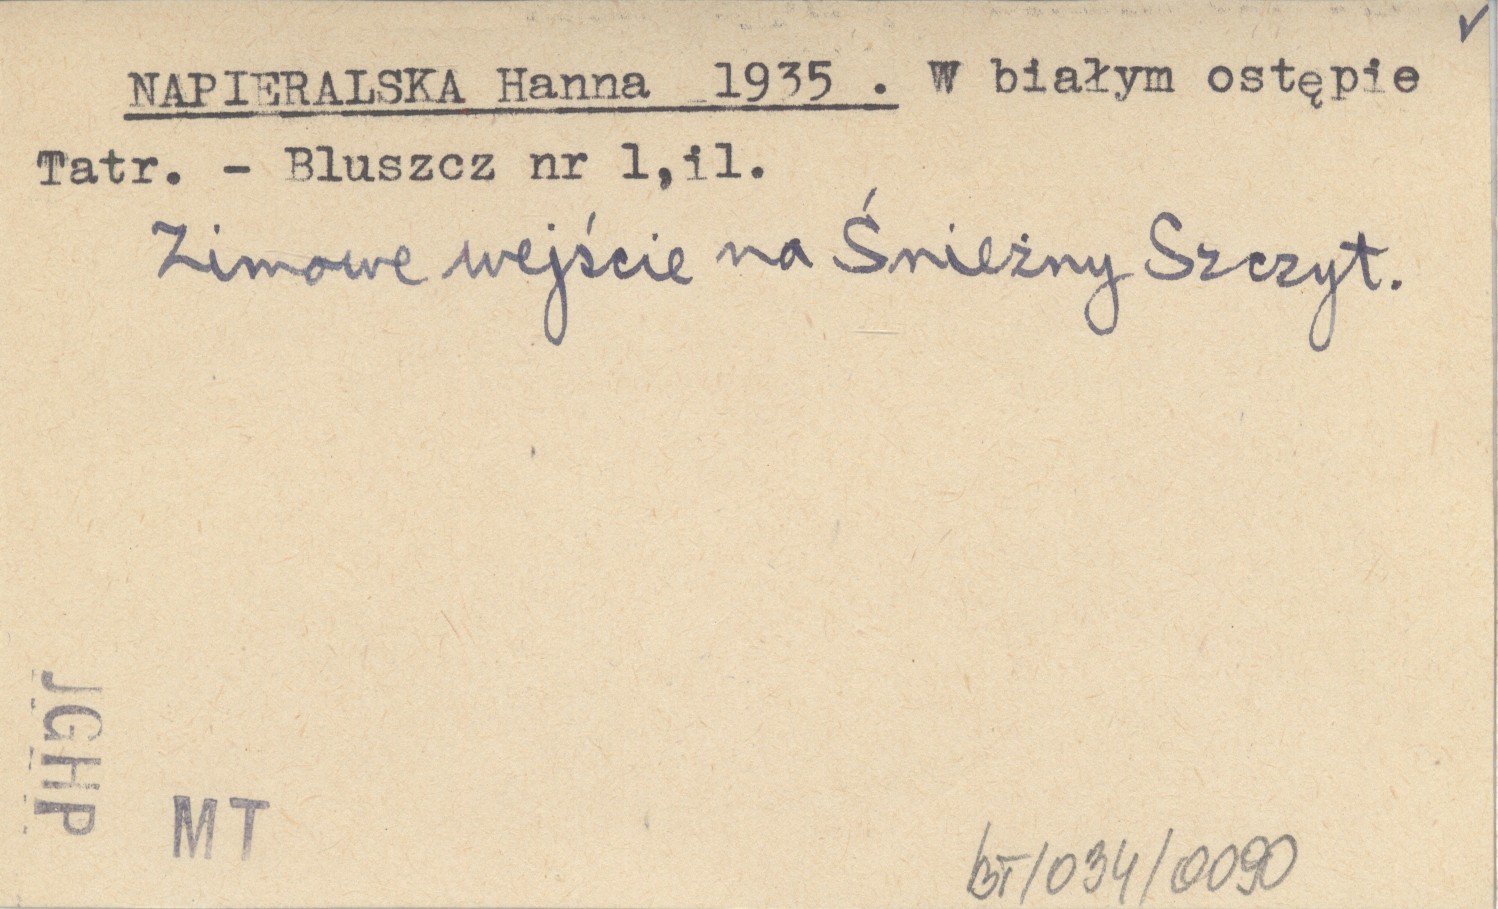 NAPIERALSKA Hanna 1935 . W białym ostępie
Tatr. - Bluszcz nr 1,il.
Zimowe wejście na Śnieżny Szczyt.
JGHP
MT
BT/034/0090